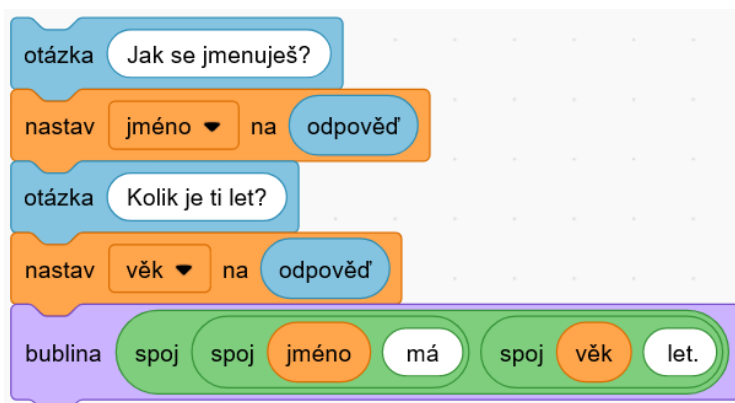 otázka Jak se jmenuješ?
nastav jméno na odpověď
otázka Kolik je ti let?
nastav věk na odpověď
bublina spoj spoj jméno má spoj věk let.